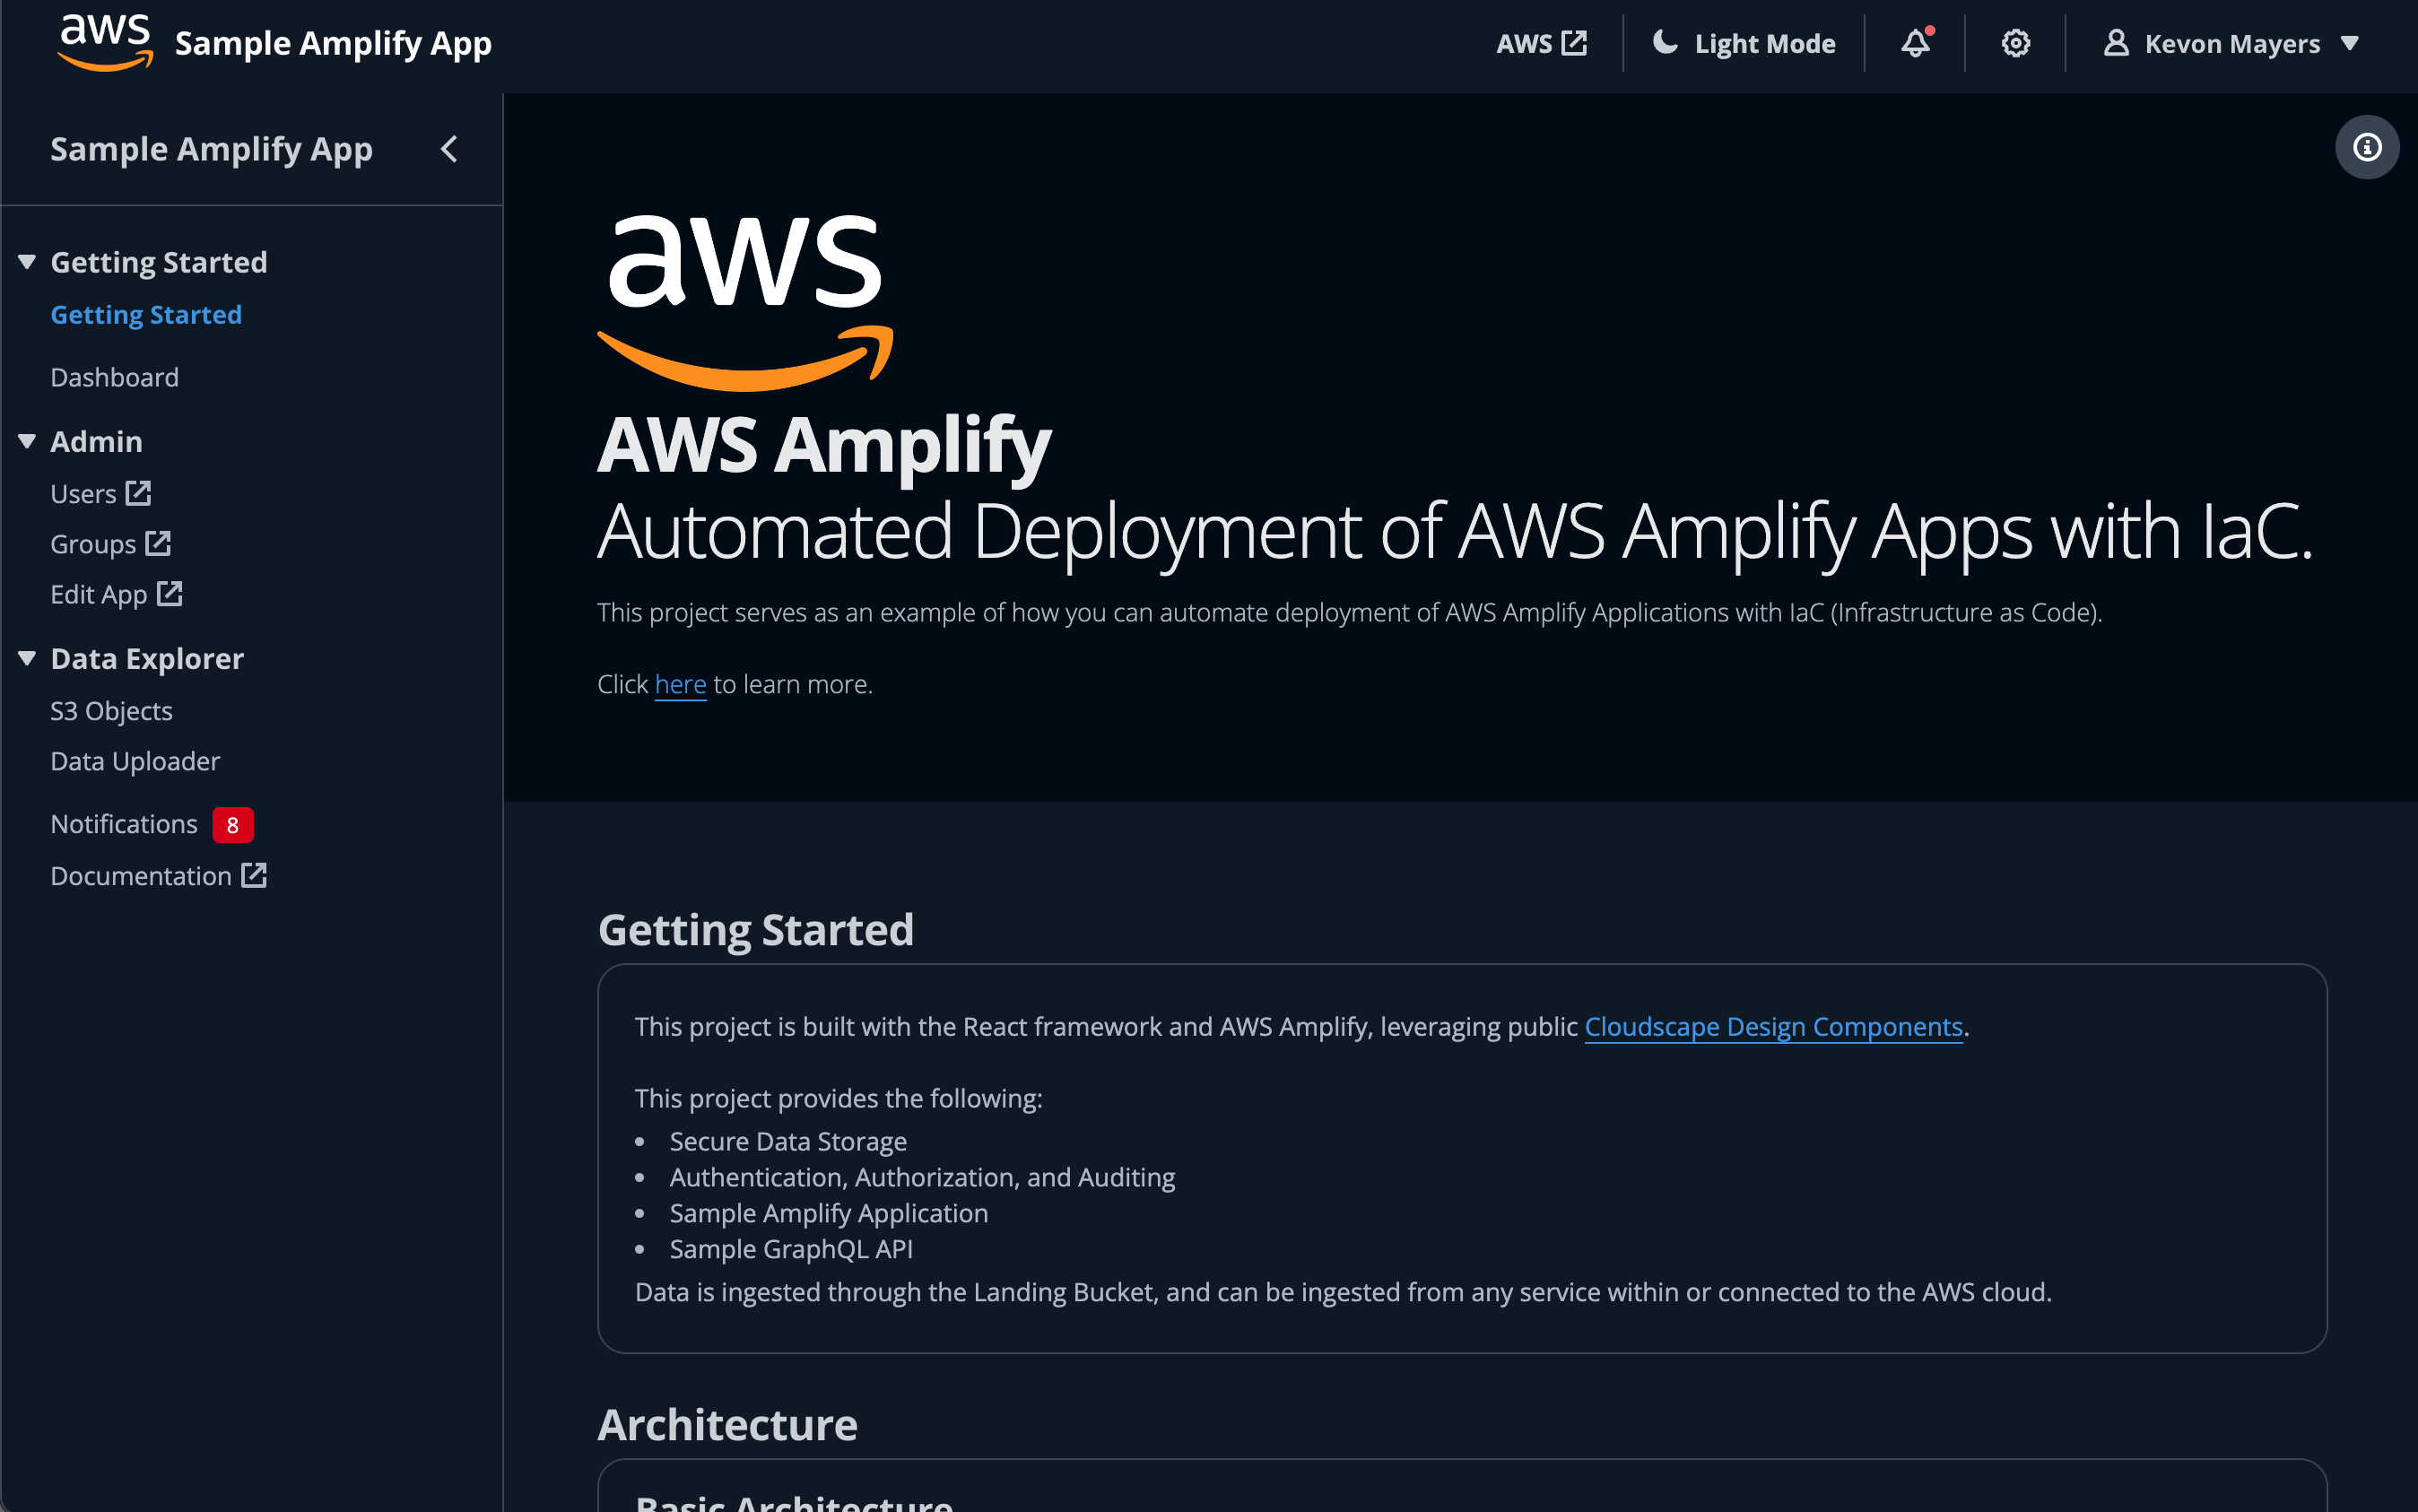 aws
Sample Amplify App
AWS
Light Mode
Kevon Mayers
Sample Amplify App
Getting Started
Getting Started
Dashboard
Admin
Users
Groups
Edit App
Data Explorer
S3 Objects
Data Uploader
Notifications 8
Documentation
aws
AWS Amplify
Automated Deployment of AWS Amplify Apps with IaC.
This project serves as an example of how you can automate deployment of AWS Amplify Applications with IaC (Infrastructure as Code).
Click here to learn more.
Getting Started
This project is built with the React framework and AWS Amplify, leveraging public Cloudscape Design Components.
This project provides the following:
• Secure Data Storage
• Authentication, Authorization, and Auditing
• Sample Amplify Application
• Sample GraphQL API
Data is ingested through the Landing Bucket, and can be ingested from any service within or connected to the AWS cloud.
Architecture
Basic Architecture